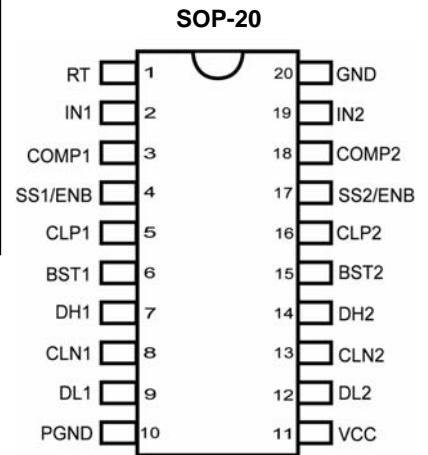 SOP-20
RT 1 20 GND
IN1 2 19 IN2
COMP1 3 18 COMP2
SS1/ENB 4 17 SS2/ENB
CLP1 5 16 CLP2
BST1 6 15 BST2
DH1 7 14 DH2
CLN1 8 13 CLN2
DL1 9 12 DL2
PGND 10 11 VCC